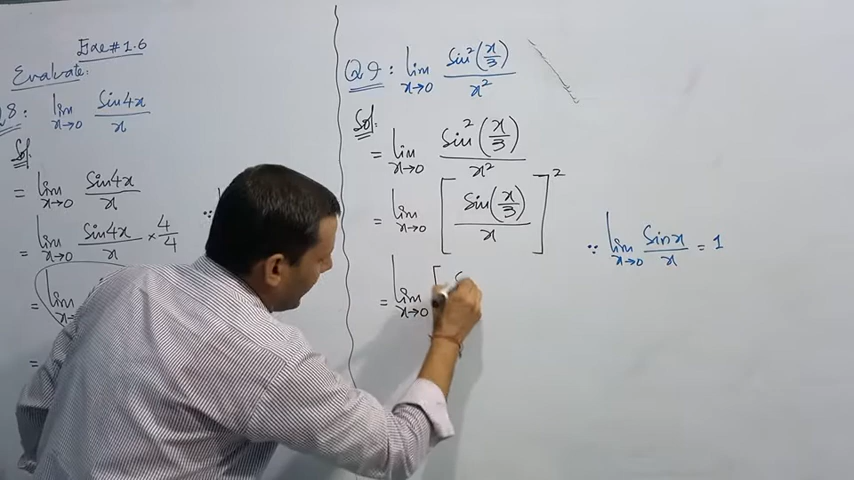 Exe#1.6
Evaluate:
Q8: lim x→0 Sin4x/x
Sol:
= lim x→0 Sin4x/x
= lim x→0 Sin4x/x × 4/4
= lim
=
Q9: lim x→0 Sin²(x/3)/x²
Sol:
= lim x→0 Sin²(x/3)/x²
= lim x→0 [Sin(x/3)/x]²
∵ lim x→0 Sinx/x = 1
= lim x→0 [S